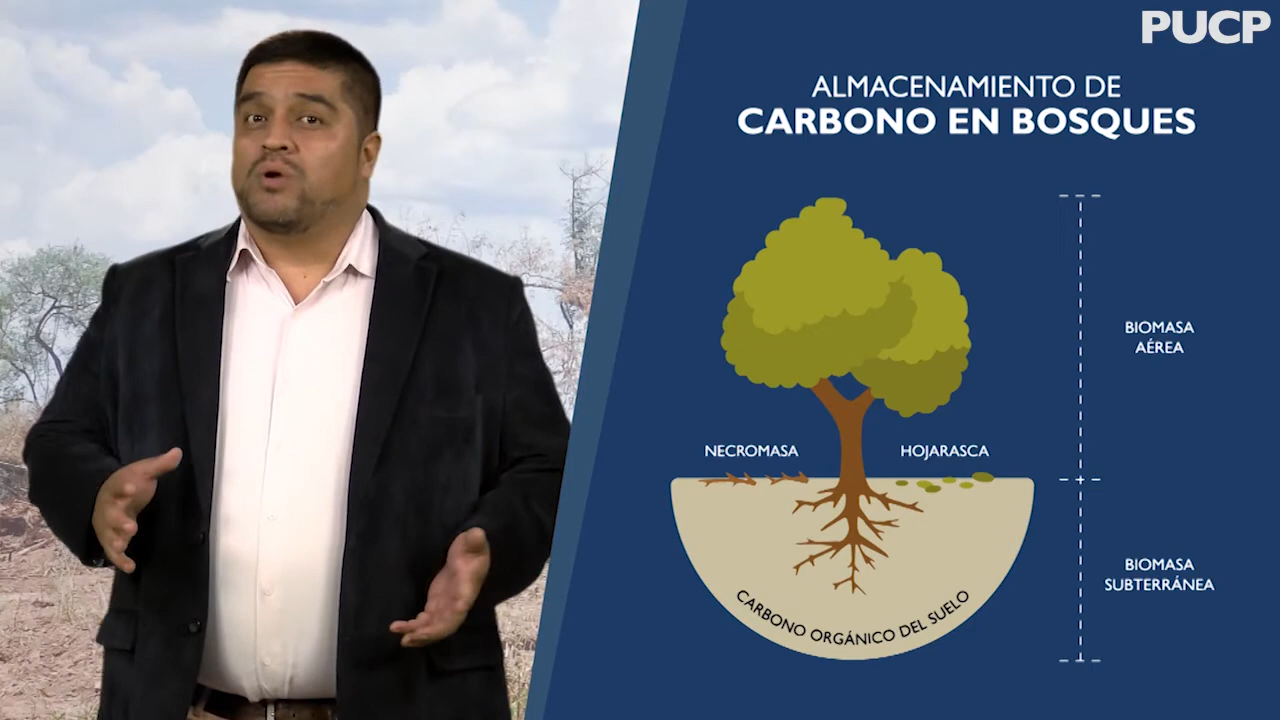 PUCP
ALMACENAMIENTO DE
CARBONO EN BOSQUES
BIOMASA
AÉREA
NECROMASA
HOJARASCA
BIOMASA
SUBTERRÁNEA
CARBONO ORGÁNICO DEL SUELO